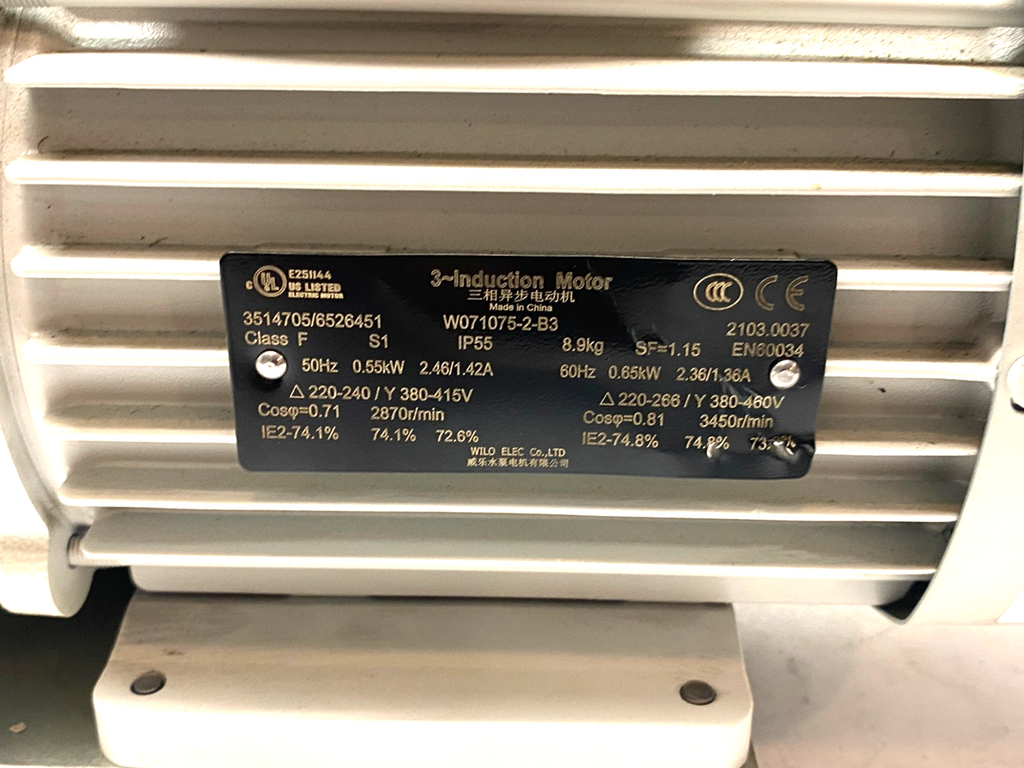 c UL E251144
US LISTED
ELECTRIC MOTOR
3~Induction Motor
三相异步电动机
Made in China
CCC CE
3514705/6526451 W071075-2-B3 2103.0037
Class F S1 IP55 8.9kg SF=1.15 EN60034
50Hz 0.55kW 2.46/1.42A 60Hz 0.65kW 2.36/1.36A
△ 220-240 / Y 380-415V △ 220-266 / Y 380-460V
Cosφ=0.71 2870r/min Cosφ=0.81 3450r/min
IE2-74.1% 74.1% 72.6% IE2-74.8%
WILO ELEC Co.,LTD
威乐水泵电机有限公司